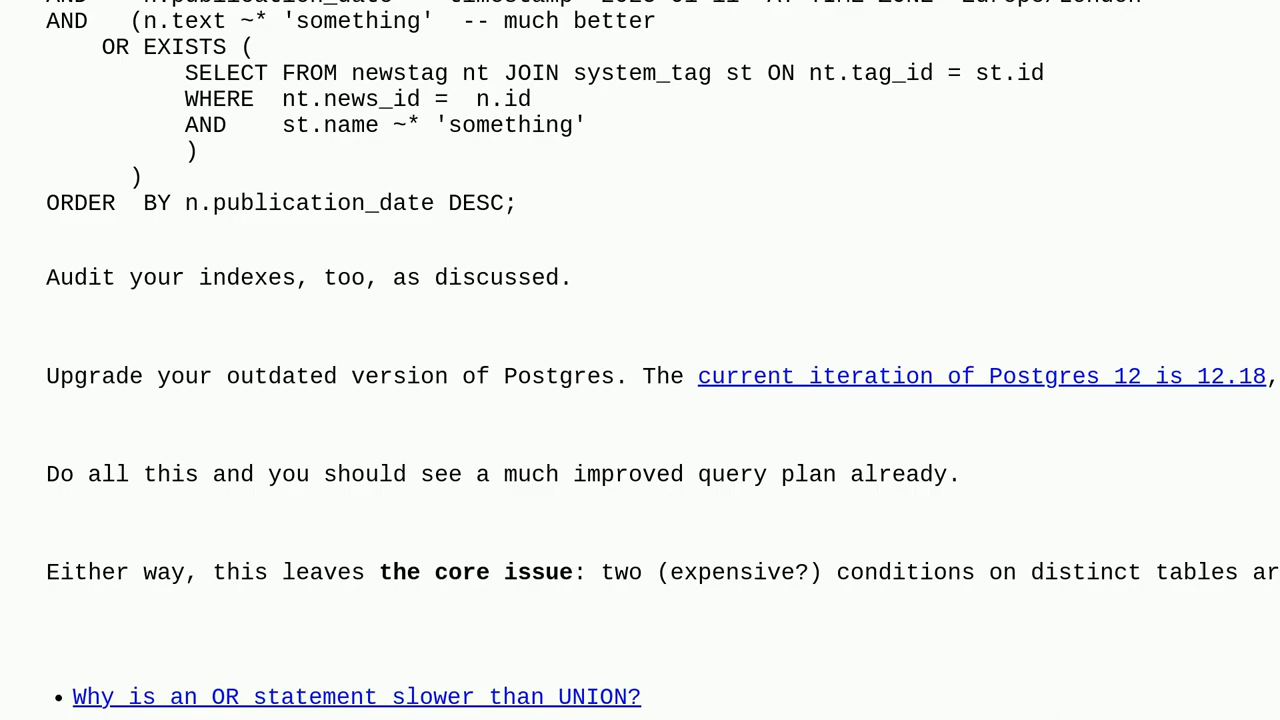 AND    n.publication_date
AND   (n.text ~* 'something'  -- much better
    OR EXISTS (
          SELECT FROM newstag nt JOIN system_tag st ON nt.tag_id = st.id
          WHERE  nt.news_id =  n.id
          AND    st.name ~* 'something'
          )
      )
ORDER  BY n.publication_date DESC;
Audit your indexes, too, as discussed.
Upgrade your outdated version of Postgres. The current iteration of Postgres 12 is 12.18,
Do all this and you should see a much improved query plan already.
Either way, this leaves the core issue: two (expensive?) conditions on distinct tables ar
• Why is an OR statement slower than UNION?